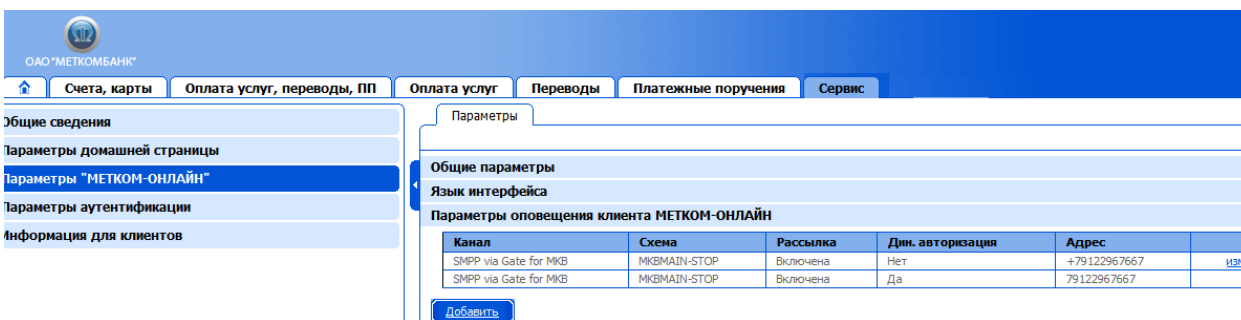 ОАО "МЕТКОМБАНК"
Счета, карты Оплата услуг, переводы, ПП Оплата услуг Переводы Платежные поручения Сервис
Общие сведения
Параметры домашней страницы
Параметры "МЕТКОМ-ОНЛАЙН"
Параметры аутентификации
Информация для клиентов
Параметры
Общие параметры
Язык интерфейса
Параметры оповещения клиента МЕТКОМ-ОНЛАЙН
Канал Схема Рассылка Дин. авторизация Адрес
SMPP via Gate for MKB MKBMAIN-STOP Включена Нет +79122967667
SMPP via Gate for MKB MKBMAIN-STOP Включена Да 79122967667
Добавить